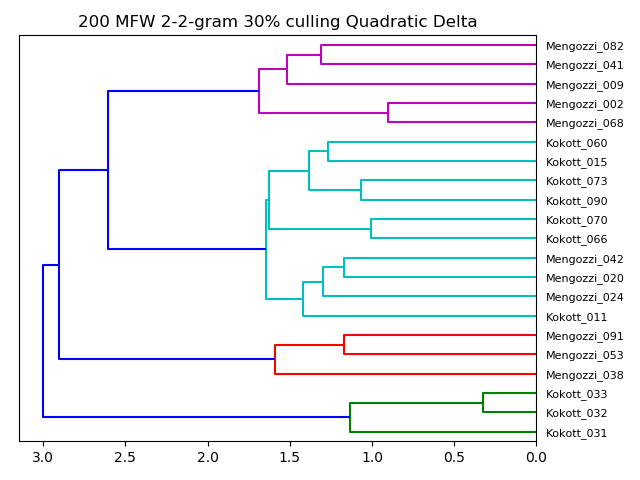 200 MFW 2-2-gram 30% culling Quadratic Delta
Mengozzi_082
Mengozzi_041
Mengozzi_009
Mengozzi_002
Mengozzi_068
Kokott_060
Kokott_015
Kokott_073
Kokott_090
Kokott_070
Kokott_066
Mengozzi_042
Mengozzi_020
Mengozzi_024
Kokott_011
Mengozzi_091
Mengozzi_053
Mengozzi_038
Kokott_033
Kokott_032
Kokott_031
3.0 2.5 2.0 1.5 1.0 0.5 0.0